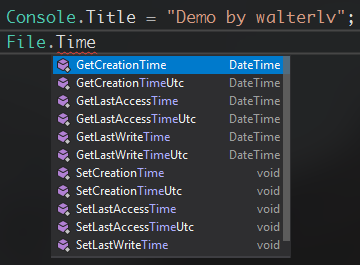 Console.Title = "Demo by walterlv";
File.Time
GetCreationTime DateTime
GetCreationTimeUtc DateTime
GetLastAccessTime DateTime
GetLastAccessTimeUtc DateTime
GetLastWriteTime DateTime
GetLastWriteTimeUtc DateTime
SetCreationTime void
SetCreationTimeUtc void
SetLastAccessTime void
SetLastAccessTimeUtc void
SetLastWriteTime void